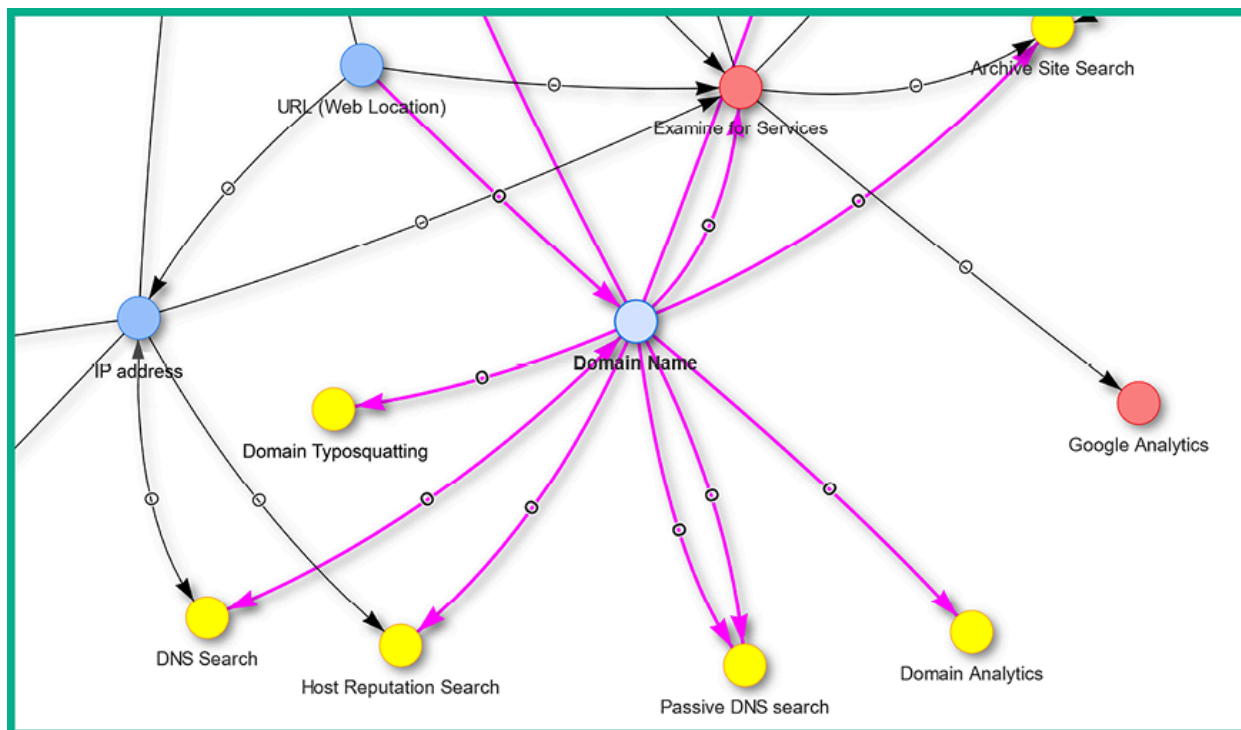 Archive Site Search
URL (Web Location)
Examine for Services
IP address
Domain Name
Domain Typosquatting
Google Analytics
DNS Search
Host Reputation Search
Passive DNS search
Domain Analytics